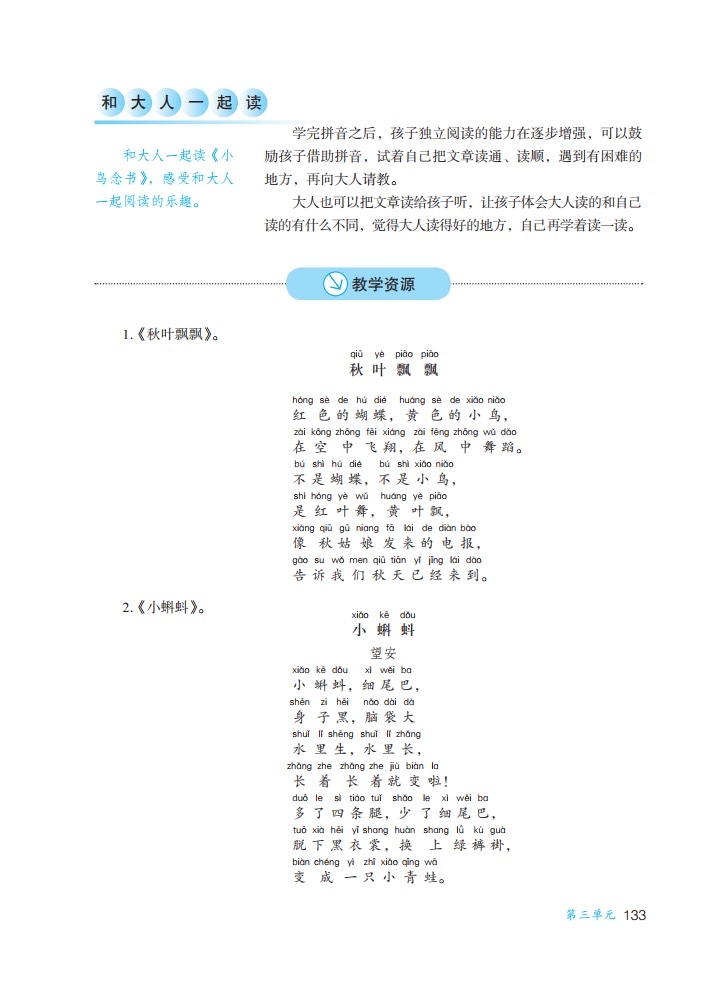 和大人一起读
和大人一起读《小
鸟念书》，感受和大人
一起阅读的乐趣。
学完拼音之后，孩子独立阅读的能力在逐步增强，可以鼓
励孩子借助拼音，试着自己把文章读通、读顺，遇到有困难的
地方，再向大人请教。
大人也可以把文章读给孩子听，让孩子体会大人读的和自己
读的有什么不同，觉得大人读得好的地方，自己再学着读一读。
教学资源
1.《秋叶飘飘》。
qiū yè piāo piāo
秋叶飘飘
hóng sè de hú dié huáng sè de xiǎo niǎo
红色的蝴蝶，黄色的小鸟，
zài kōng zhōng fēi xiáng zài fēng zhōng wǔ dǎo
在空中飞翔，在风中舞蹈。
bú shì hú dié bú shì xiǎo niǎo
不是蝴蝶，不是小鸟，
shì hóng yè wǔ huáng yè piāo
是红叶舞，黄叶飘，
xiàng qiū gū niang fā lái de diàn bào
像秋姑娘发来的电报，
gào su wǒ men qiū tiān yǐ jīng lái dào
告诉我们秋天已经来到。
2.《小蝌蚪》。
xiǎo kē dǒu
小蝌蚪
望安
xiǎo kē dǒu xì wěi ba
小蝌蚪，细尾巴，
shēn zi hēi nǎo dài dà
身子黑，脑袋大
shuǐ lǐ shēng shuǐ lǐ zhǎng
水里生，水里长，
zhǎng zhe zhǎng zhe jiù biàn la
长着长着就变啦！
duō le sì tiáo tuǐ shǎo le xì wěi ba
多了四条腿，少了细尾巴，
tuō xià hēi yī shang huàn shang lǜ kù guà
脱下黑衣裳，换上绿裤褂，
biàn chéng yì zhī xiǎo qīng wā
变成一只小青蛙。
第三单元 133